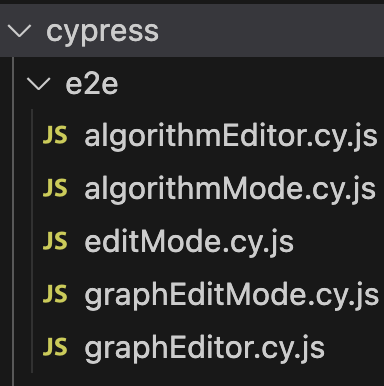 cypress
e2e
JS algorithmEditor.cy.js
JS algorithmMode.cy.js
JS editMode.cy.js
JS graphEditMode.cy.js
JS graphEditor.cy.js